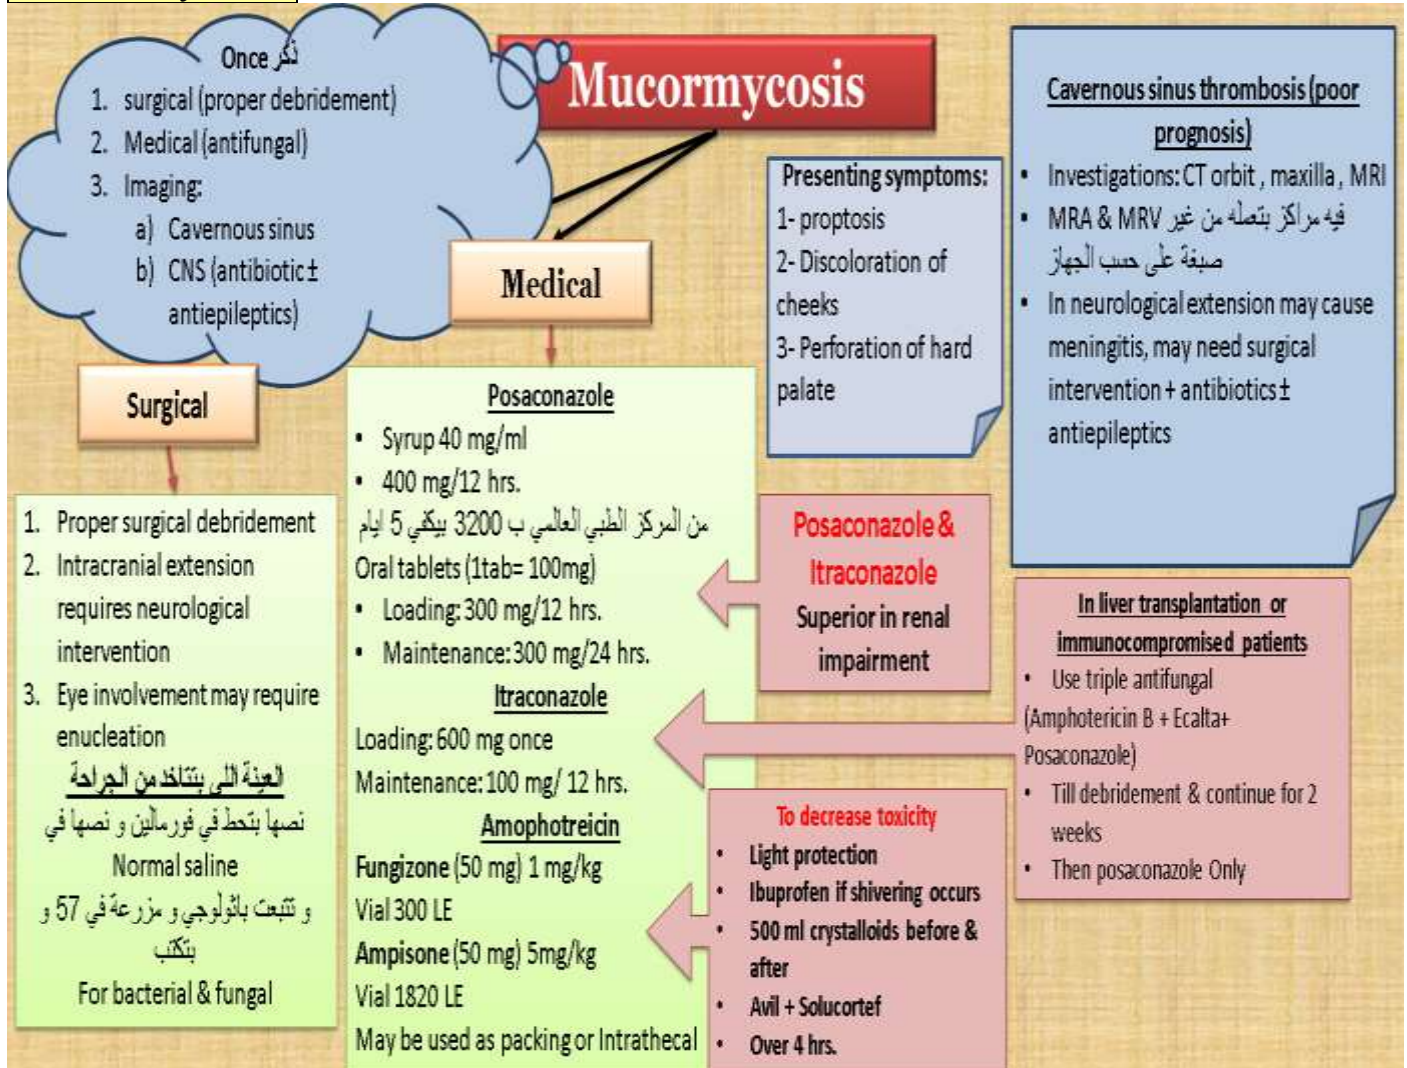 Mucormycosis
Once ذكر
1. surgical (proper debridement)
2. Medical (antifungal)
3. Imaging:
a) Cavernous sinus
b) CNS (antibiotic ±
antiepileptics)
Surgical
1. Proper surgical debridement
2. Intracranial extension
requires neurological
intervention
3. Eye involvement may require
enucleation
العينة اللى بتتاخد من الجراحة
نصها بتحط في فورمالين و نصها في
Normal saline
و تتبعت باثولوجي و مزرعة في 57 و
بتكتب
For bacterial & fungal
Medical
Posaconazole
• Syrup 40 mg/ml
• 400 mg/12 hrs.
من المركز الطبي العالمي ب 3200 بيكفي 5 ايام
Oral tablets (1tab= 100mg)
• Loading: 300 mg/12 hrs.
• Maintenance: 300 mg/24 hrs.
Itraconazole
Loading: 600 mg once
Maintenance: 100 mg/ 12 hrs.
Amophotreicin
Fungizone (50 mg) 1 mg/kg
Vial 300 LE
Ampisone (50 mg) 5mg/kg
Vial 1820 LE
May be used as packing or Intrathecal
Presenting symptoms:
1- proptosis
2- Discoloration of
cheeks
3- Perforation of hard
palate
Posaconazole &
Itraconazole
Superior in renal
impairment
To decrease toxicity
• Light protection
• Ibuprofen if shivering occurs
• 500 ml crystalloids before &
after
• Avil + Solucortef
• Over 4 hrs.
Cavernous sinus thrombosis (poor
prognosis)
• Investigations: CT orbit , maxilla , MRI
• MRA & MRV فيه مراكز بتصله من غير
صبغة على حسب الجهاز
• In neurological extension may cause
meningitis, may need surgical
intervention + antibiotics ±
antiepileptics
In liver transplantation or
immunocompromised patients
• Use triple antifungal
(Amphotericin B + Ecalta+
Posaconazole)
• Till debridement & continue for 2
weeks
• Then posaconazole Only